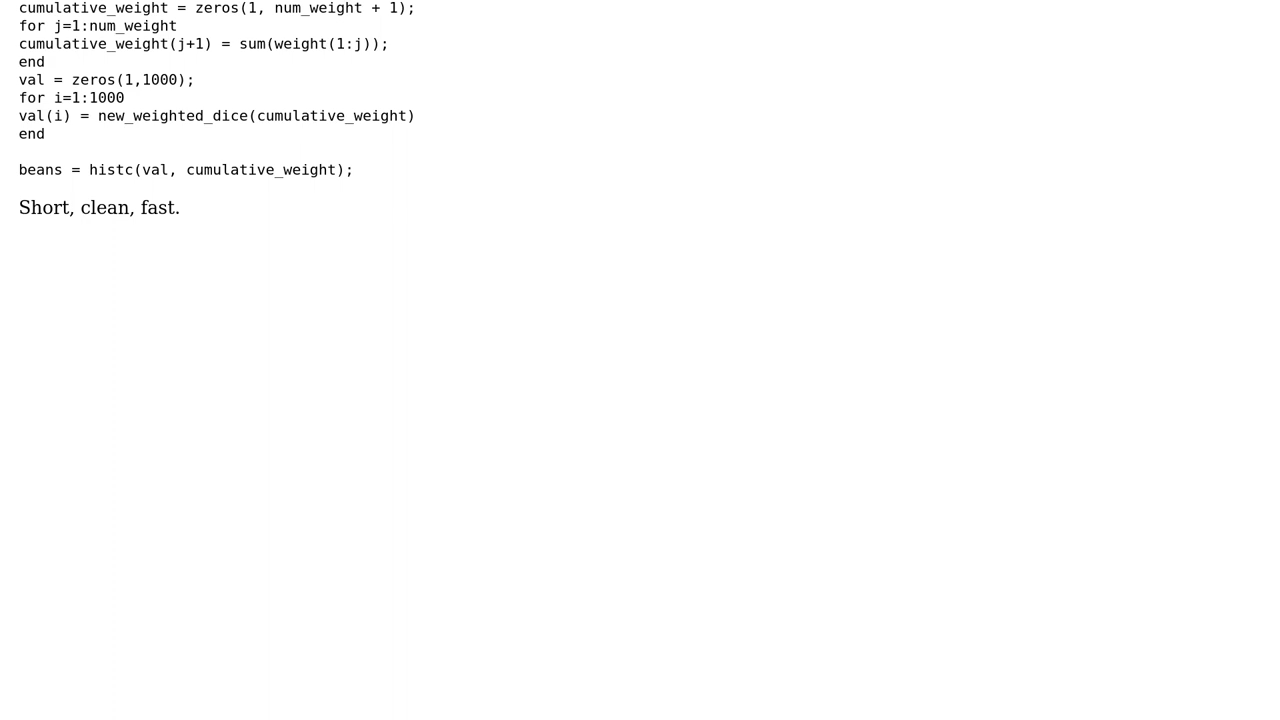 cumulative_weight = zeros(1, num_weight + 1);
for j=1:num_weight
cumulative_weight(j+1) = sum(weight(1:j));
end
val = zeros(1,1000);
for i=1:1000
val(i) = new_weighted_dice(cumulative_weight)
end
beans = histc(val, cumulative_weight);
Short, clean, fast.